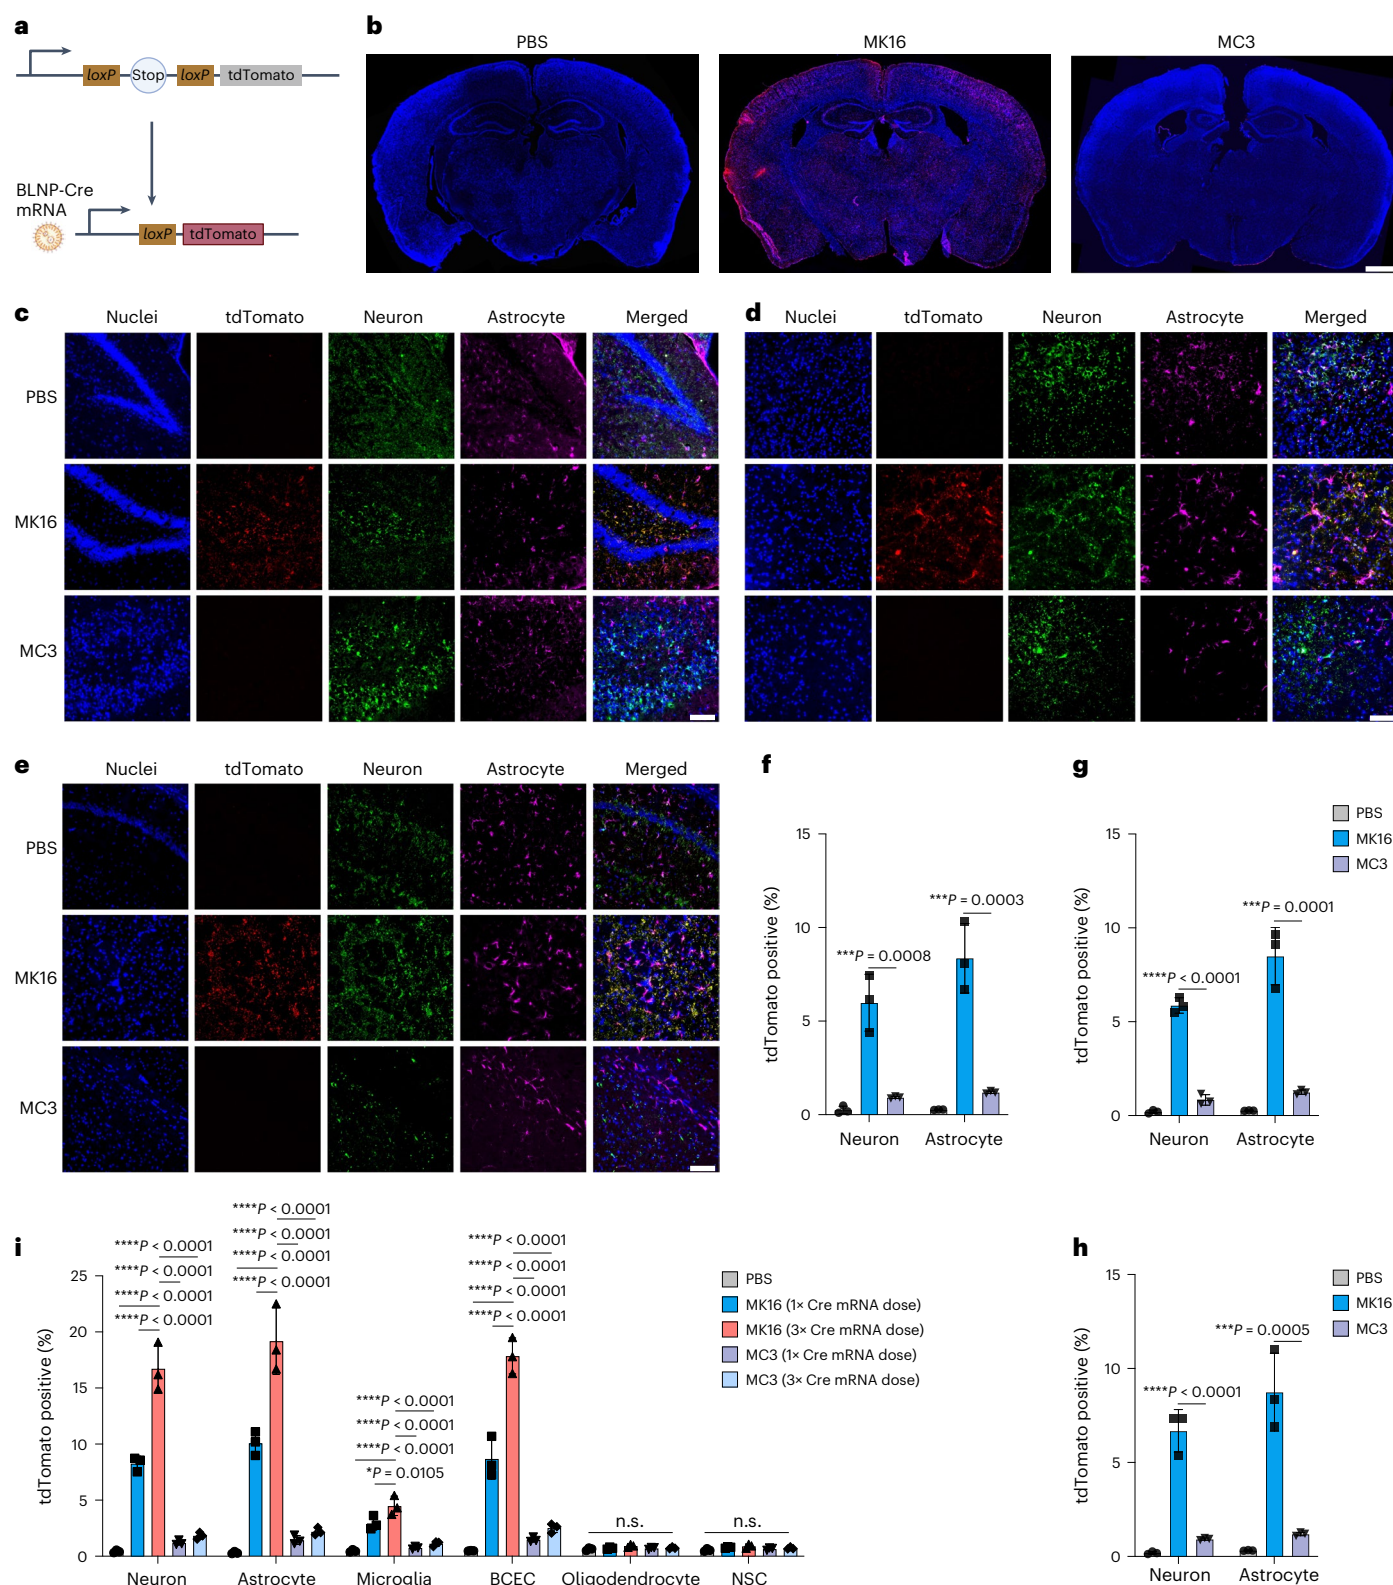 a
loxP Stop loxP tdTomato
BLNP-Cre
mRNA
loxP tdTomato
b
PBS MK16 MC3
c
Nuclei tdTomato Neuron Astrocyte Merged
PBS
MK16
MC3
d
Nuclei tdTomato Neuron Astrocyte Merged
e
Nuclei tdTomato Neuron Astrocyte Merged
PBS
MK16
MC3
f
tdTomato positive (%)
15
10
5
0
***P = 0.0008
***P = 0.0003
Neuron Astrocyte
g
PBS
MK16
MC3
tdTomato positive (%)
15
10
5
0
****P < 0.0001
***P = 0.0001
Neuron Astrocyte
i
tdTomato positive (%)
25
20
15
10
5
0
****P < 0.0001
****P < 0.0001
****P < 0.0001
****P < 0.0001
****P < 0.0001
****P < 0.0001
****P < 0.0001
****P < 0.0001
****P < 0.0001
****P < 0.0001
****P < 0.0001
*P = 0.0105
****P < 0.0001
****P < 0.0001
****P < 0.0001
****P < 0.0001
n.s.
n.s.
Neuron Astrocyte Microglia BCEC Oligodendrocyte NSC
PBS
MK16 (1× Cre mRNA dose)
MK16 (3× Cre mRNA dose)
MC3 (1× Cre mRNA dose)
MC3 (3× Cre mRNA dose)
h
PBS
MK16
MC3
tdTomato positive (%)
15
10
5
0
****P < 0.0001
***P = 0.0005
Neuron Astrocyte